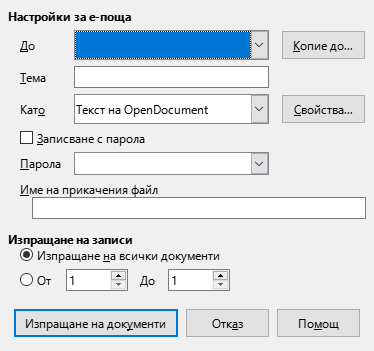 Настройки за е-поща
До Копие до...
Тема
Като Текст на OpenDocument Свойства...
Записване с парола
Парола
Име на прикачения файл
Изпращане на записи
Изпращане на всички документи
От 1 До 1
Изпращане на документи Отказ Помощ